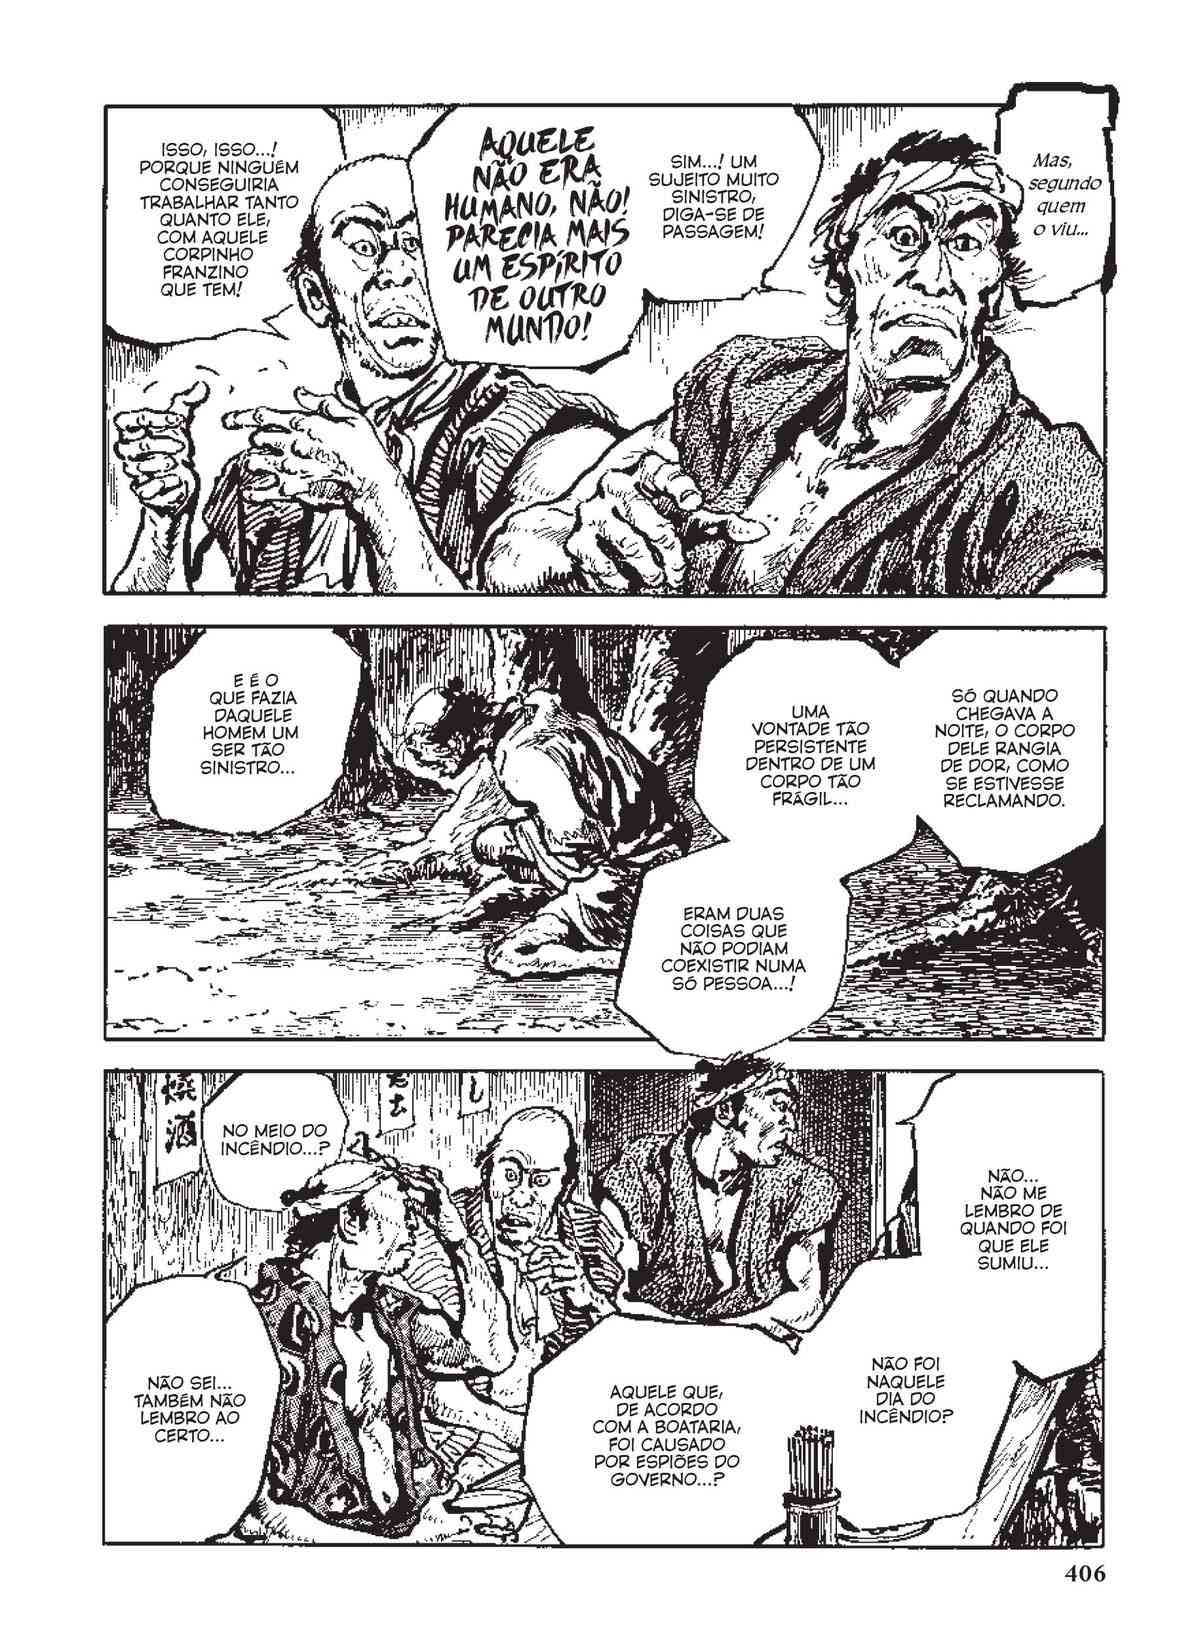 Mas,
segundo
quem
o viu...
SIM...! UM
SUJEITO MUITO
SINISTRO,
DIGA-SE DE
PASSAGEM!
AQUELE
NÃO ERA
HUMANO, NÃO!
PARECIA MAIS
UM ESPÍRITO
DE OUTRO
MUNDO!
ISSO, ISSO...!
PORQUE NINGUÉM
CONSEGUIRIA
TRABALHAR TANTO
QUANTO ELE,
COM AQUELE
CORPINHO
FRANZINO
QUE TEM!
SÓ QUANDO
CHEGAVA A
NOITE, O CORPO
DELE RANGIA
DE DOR, COMO
SE ESTIVESSE
RECLAMANDO.
UMA
VONTADE TÃO
PERSISTENTE
DENTRO DE UM
CORPO TÃO
FRÁGIL...
ERAM DUAS
COISAS QUE
NÃO PODIAM
COEXISTIR NUMA
SÓ PESSOA...!
E É O
QUE FAZIA
DAQUELE
HOMEM UM
SER TÃO
SINISTRO...
NÃO...
NÃO ME
LEMBRO DE
QUANDO FOI
QUE ELE
SUMIU...
NÃO FOI
NAQUELE
DIA DO
INCÊNDIO?
AQUELE QUE,
DE ACORDO
COM A BOATARIA,
FOI CAUSADO
POR ESPIÕES DO
GOVERNO...?
NO MEIO DO
INCÊNDIO...?
NÃO SEI...
TAMBÉM NÃO
LEMBRO AO
CERTO...
焼酒
し
406